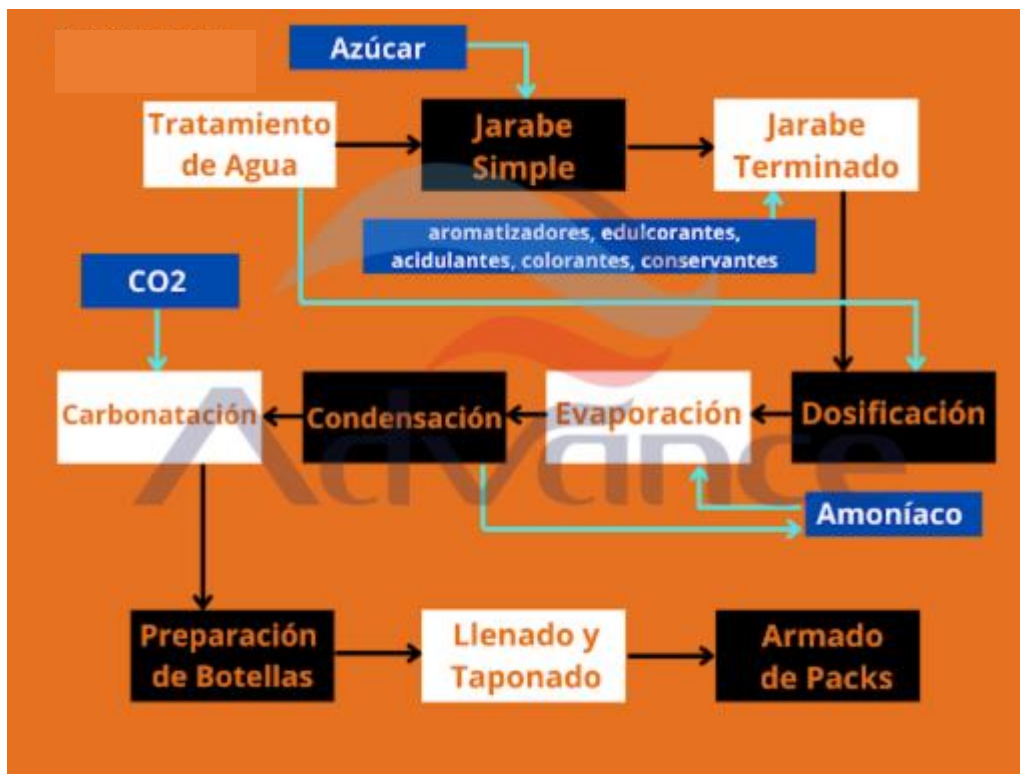 Azúcar
Tratamiento
de Agua
Jarabe
Simple
Jarabe
Terminado
aromatizadores, edulcorantes,
acidulantes, colorantes, conservantes
CO2
Carbonatación
Condensación
Evaporación
Dosificación
Advance
Amoníaco
Preparación
de Botellas
Llenado y
Taponado
Armado
de Packs